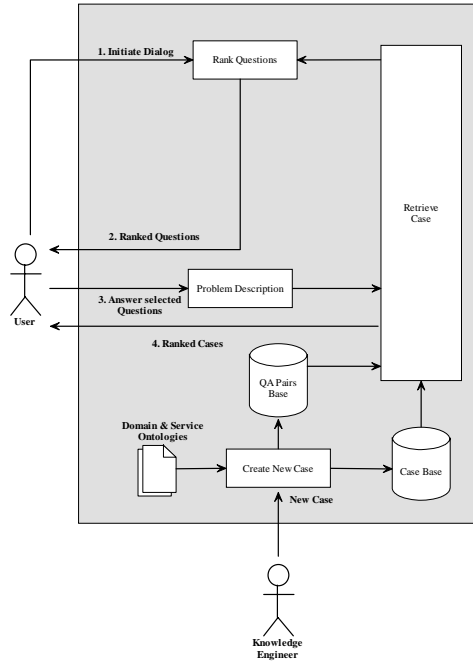 1. Initiate Dialog
Rank Questions
Retrieve
Case
2. Ranked Questions
Problem Description
User
3. Answer selected
Questions
4. Ranked Cases
QA Pairs
Base
Domain & Service
Ontologies
Create New Case
Case Base
New Case
Knowledge
Engineer